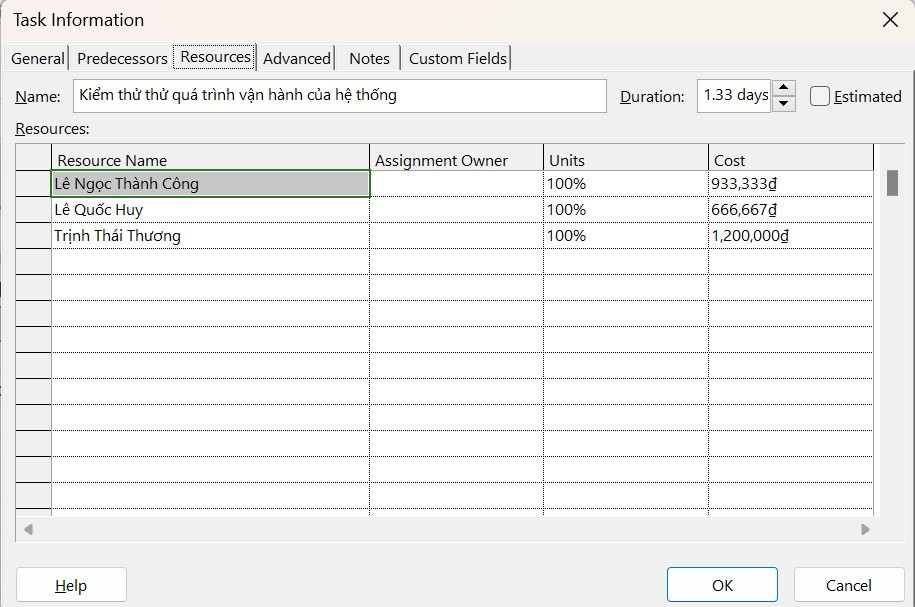 Task Information
General Predecessors Resources Advanced Notes Custom Fields
Name: Kiểm thử thử quá trình vận hành của hệ thống Duration: 1.33 days Estimated
Resources:
Resource Name Assignment Owner Units Cost
Lê Ngọc Thành Công 100% 933,333₫
Lê Quốc Huy 100% 666,667₫
Trịnh Thái Thương 100% 1,200,000₫
Help OK Cancel